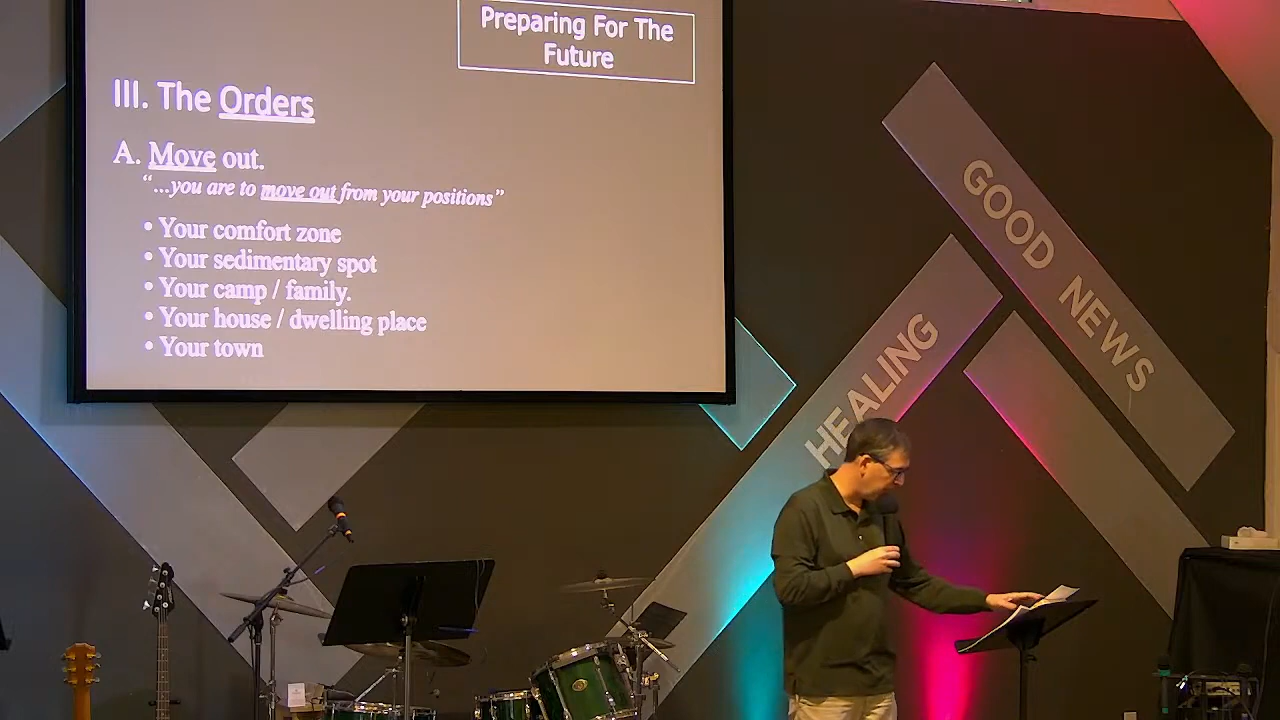 Preparing For The
Future
III. The Orders
A. Move out.
“...you are to move out from your positions”
• Your comfort zone
• Your sedimentary spot
• Your camp / family.
• Your house / dwelling place
• Your town
GOOD NEWS
HEALING